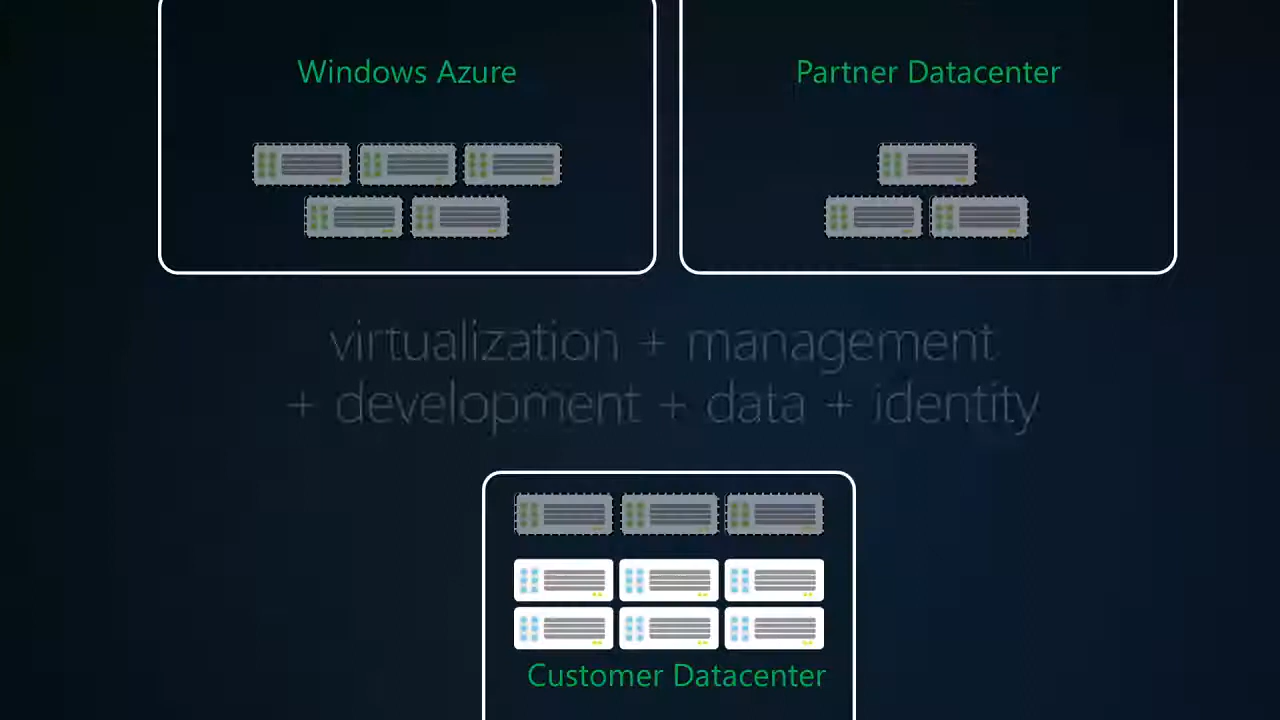 Windows Azure
Partner Datacenter
virtualization + management
+ development + data + identity
Customer Datacenter